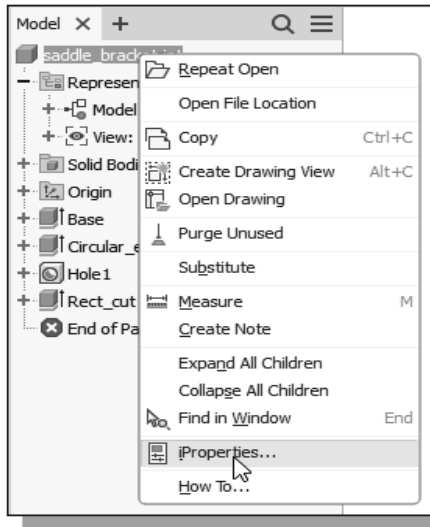 Model
saddle_bracket.ipt
Represen
Model
View:
Solid Bodi
Origin
Base
Circular_e
Hole1
Rect_cut
End of Pa
Repeat Open
Open File Location
Copy Ctrl+C
Create Drawing View Alt+C
Open Drawing
Purge Unused
Substitute
Measure M
Create Note
Expand All Children
Collapse All Children
Find in Window End
iProperties...
How To...